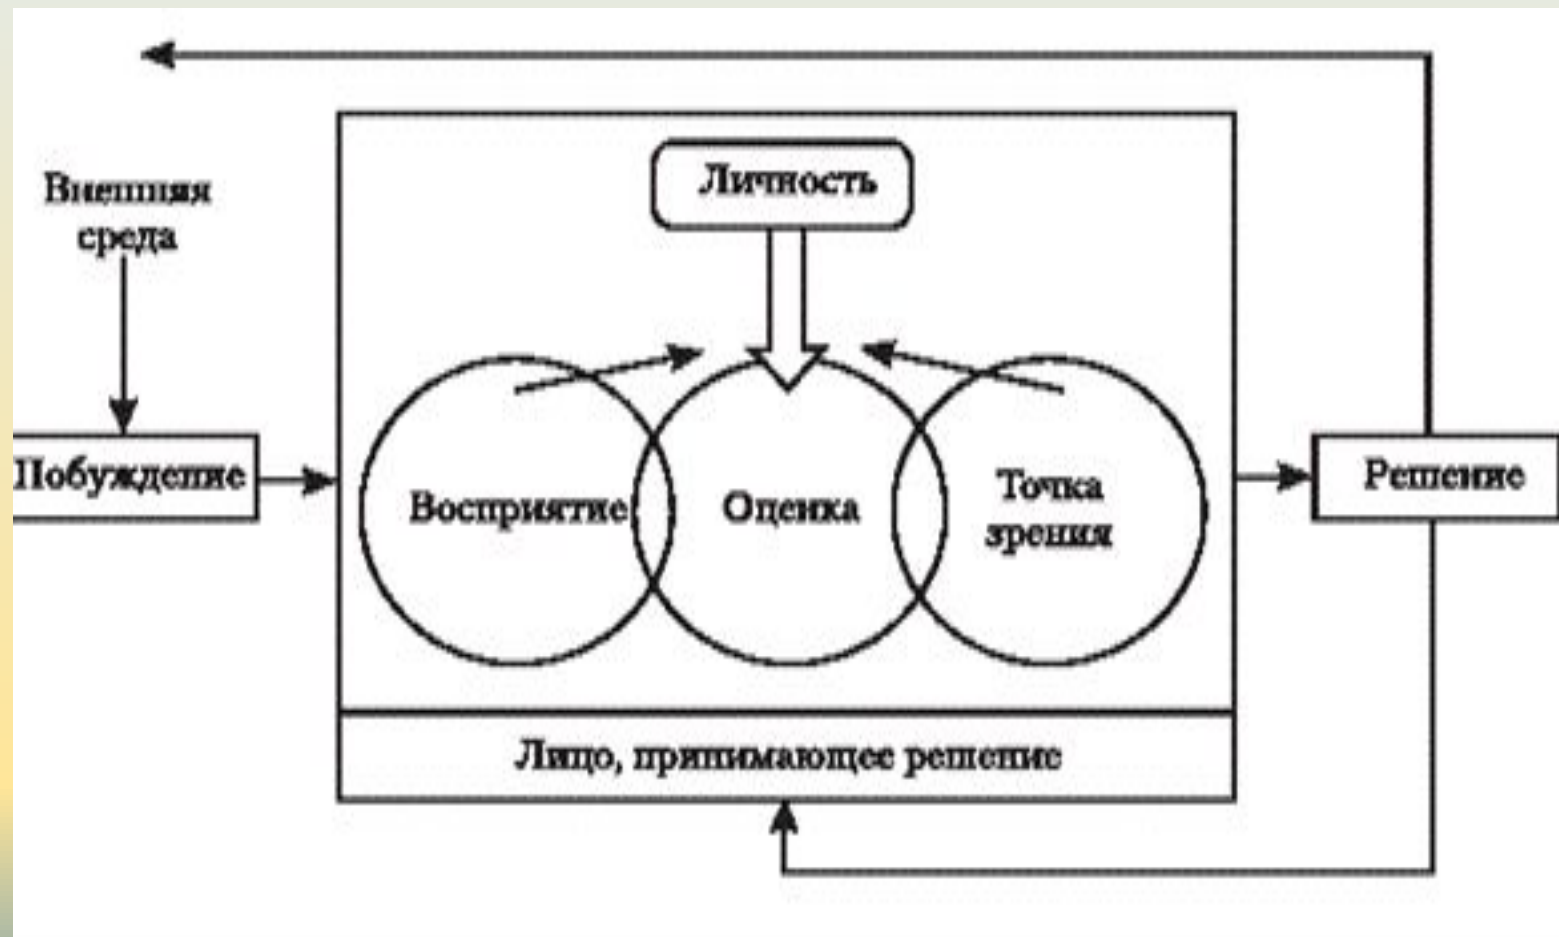 Личность
Внешняя
среда
Побуждение
Восприятие
Оценка
Точка
зрения
Решение
Лицо, принимающее решение